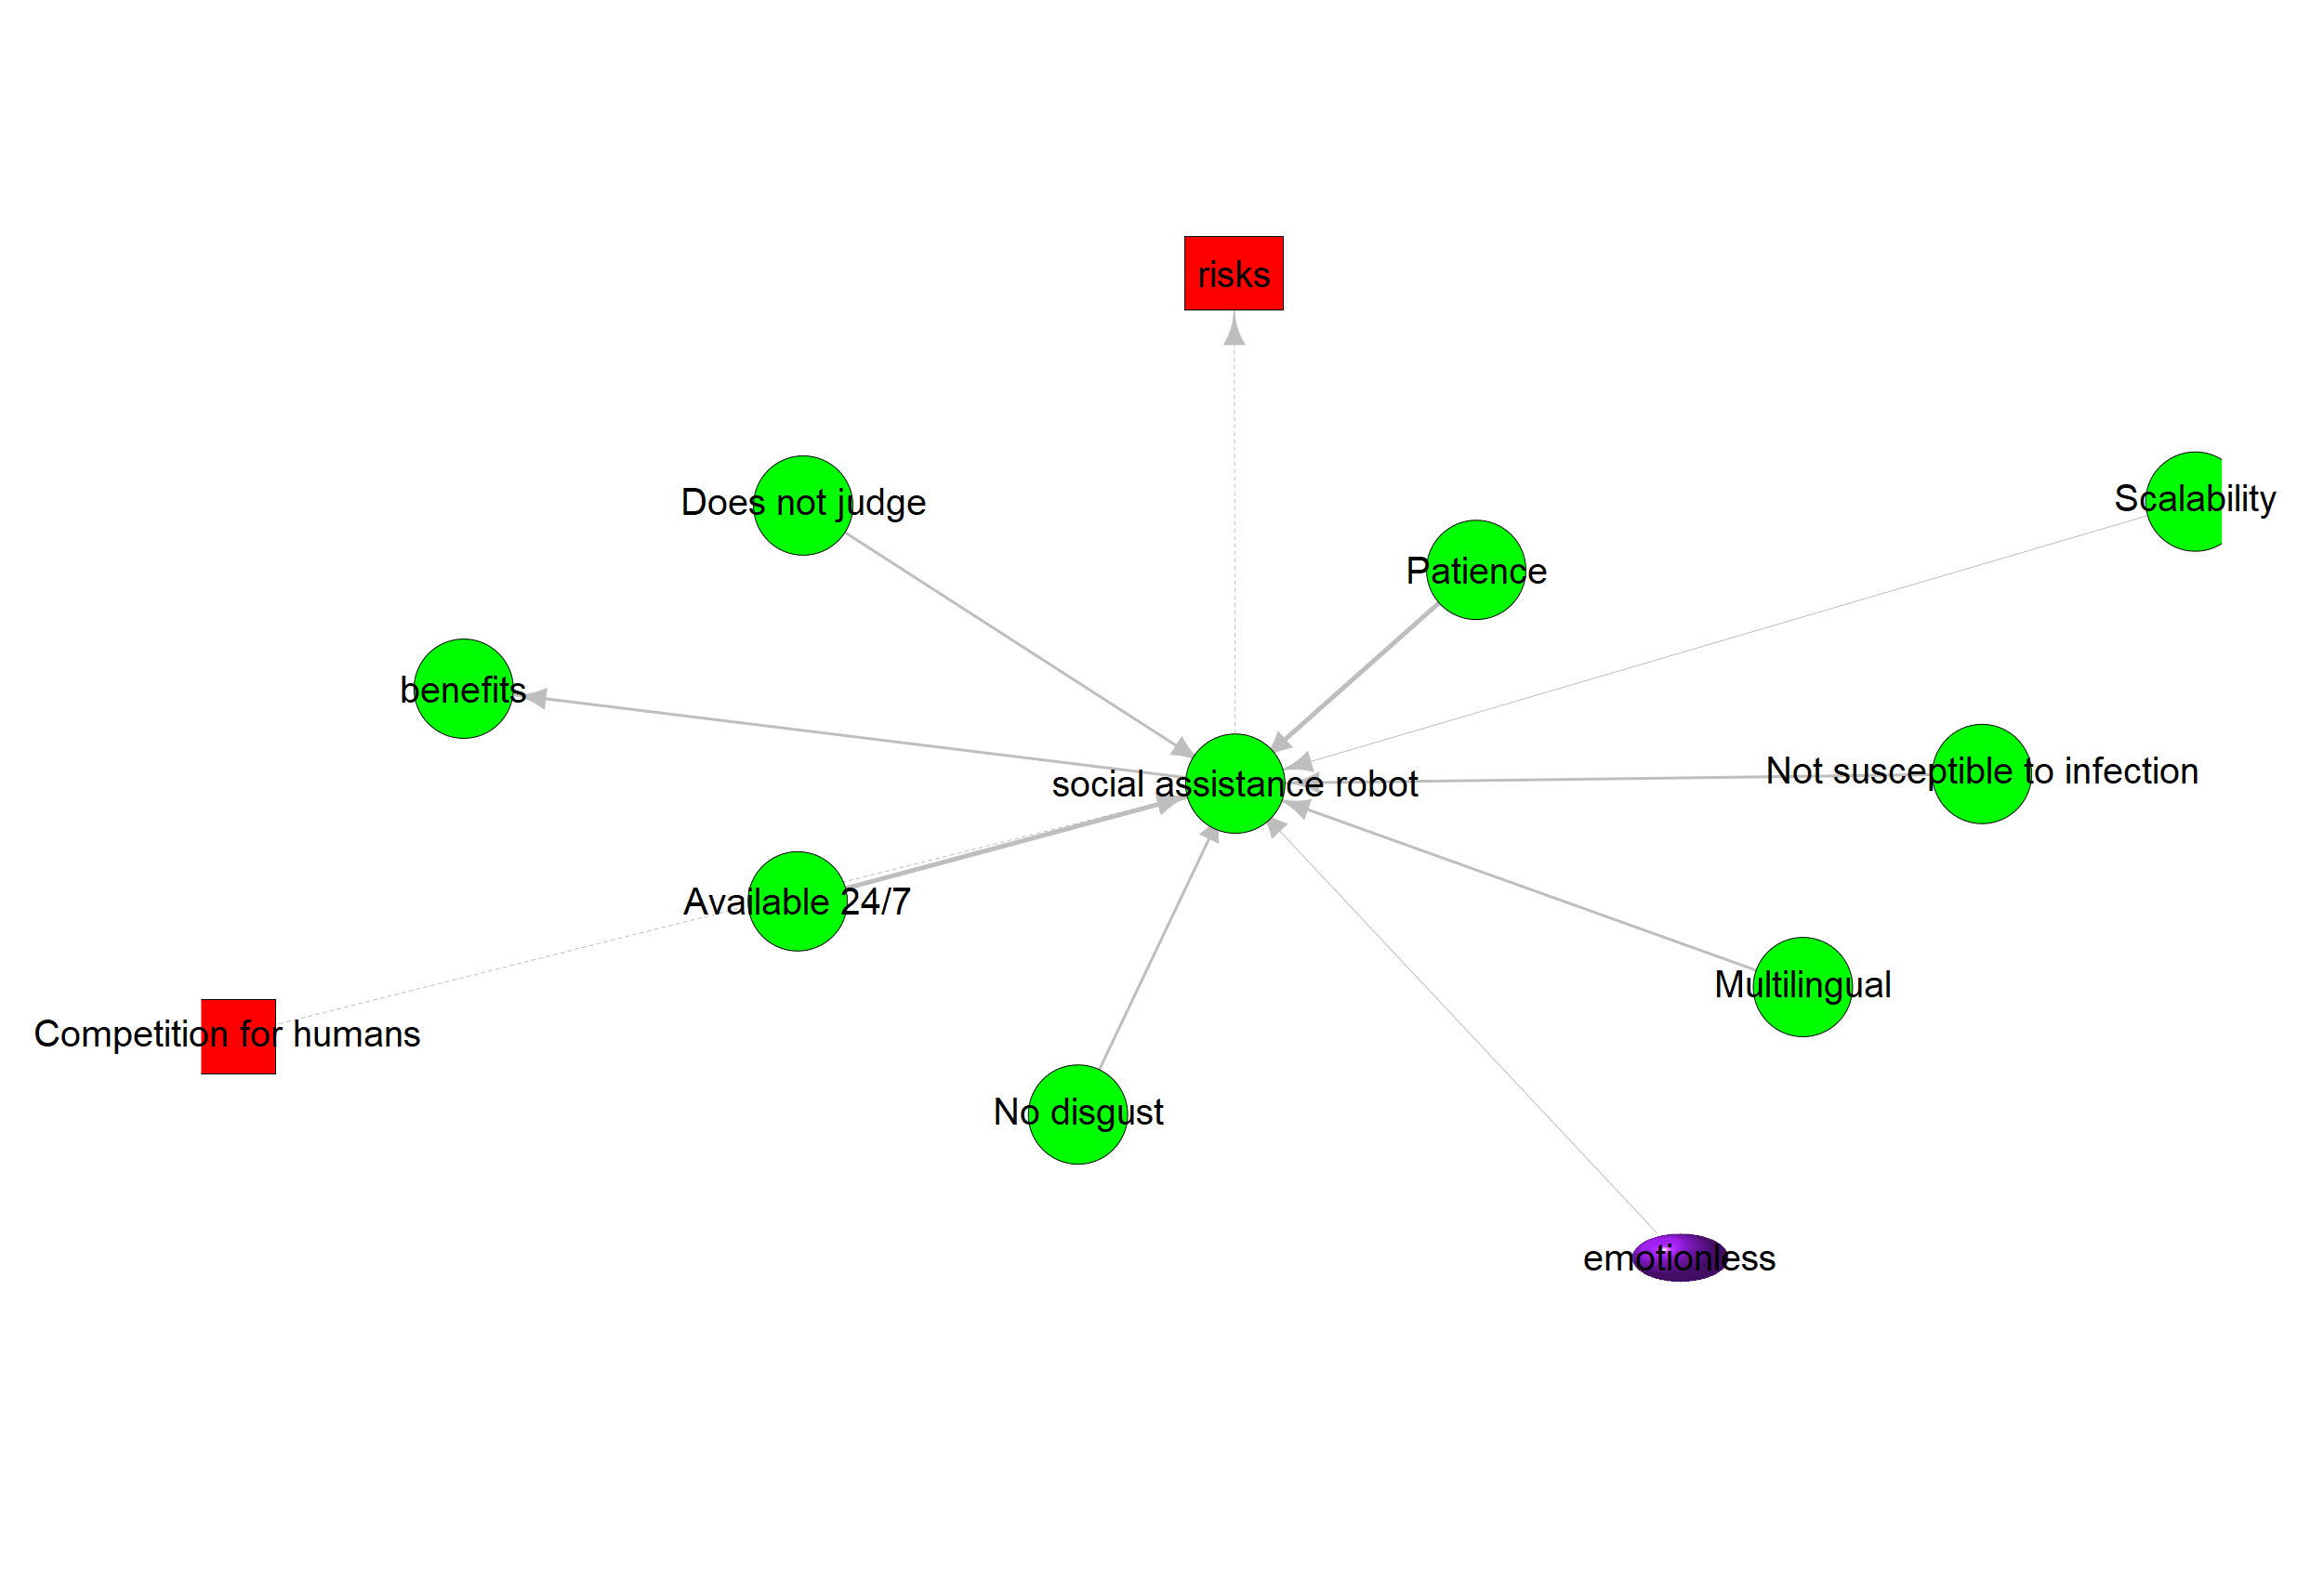 risks
Does not judge
Scalability
Patience
benefits
social assistance robot
Not susceptible to infection
Available 24/7
Multilingual
Competition for humans
No disgust
emotionless